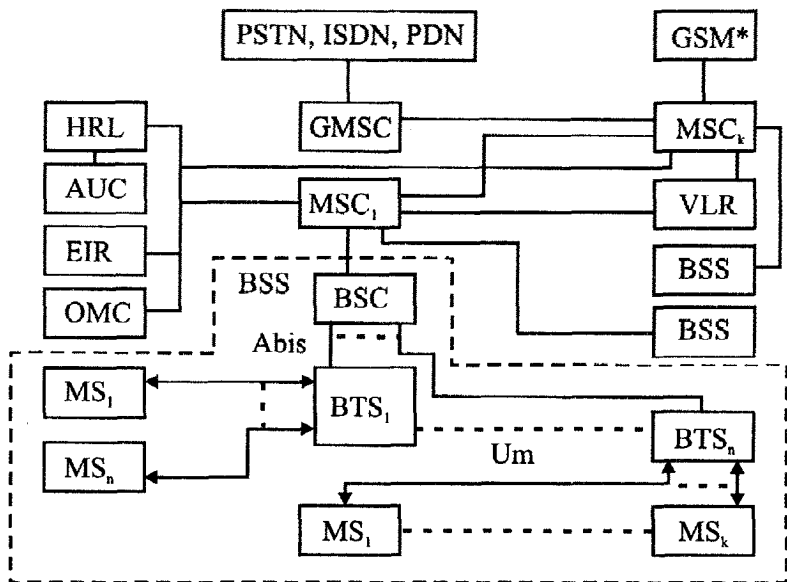 PSTN, ISDN, PDN
GSM*
HRL
GMSC
MSCₖ
AUC
MSC₁
VLR
EIR
BSS
BSC
BSS
OMC
BSS
Abis
MS₁
BTS₁
BTSₙ
MSₙ
Um
MS₁
MSₖ